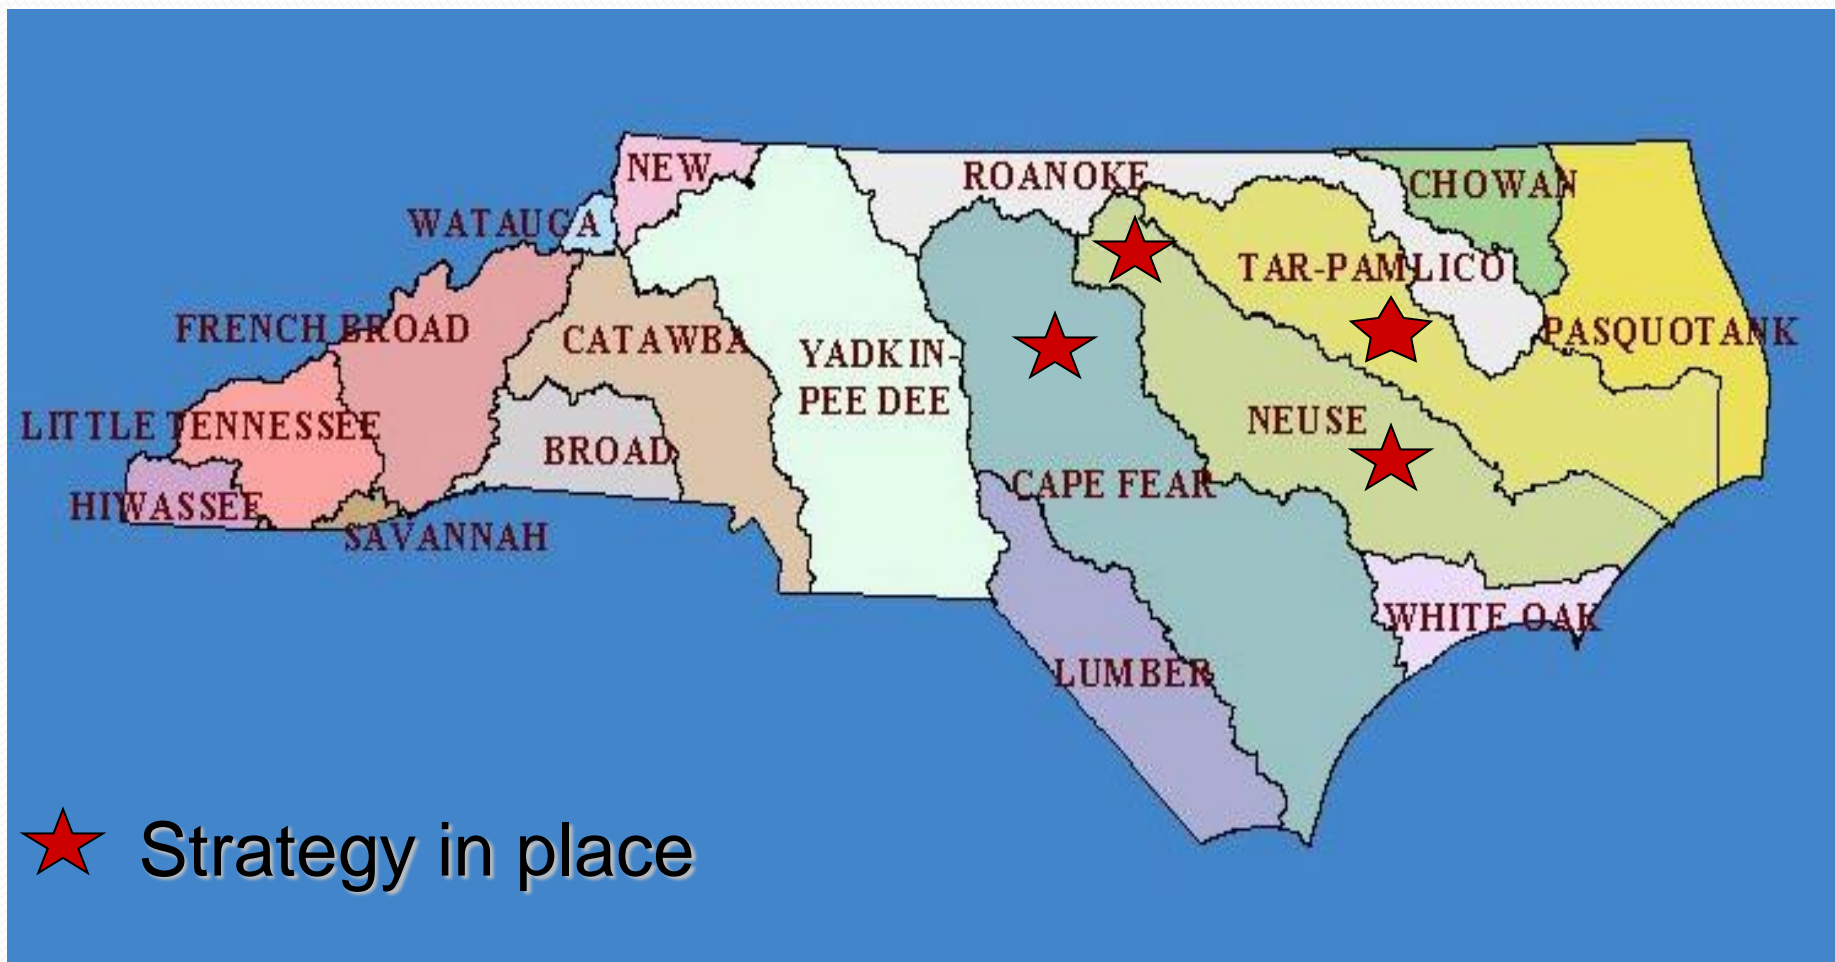 NEW
ROANOKE
CHOWAN
WATAUGA
TAR-PAMLICO
FRENCH BROAD
CATAWBA
PASQUOTANK
YADKIN-
PEE DEE
LITTLE TENNESSEE
NEUSE
BROAD
HIWASSEE
CAPE FEAR
SAVANNAH
WHITE OAK
LUMBER
Strategy in place